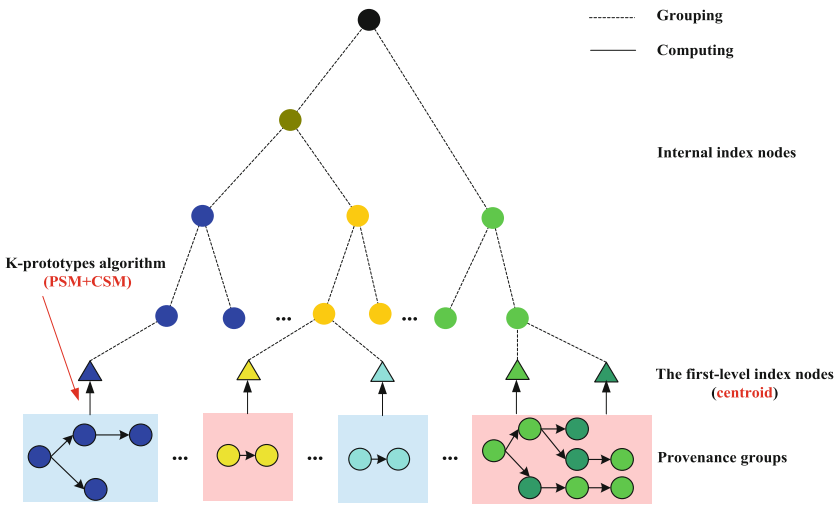 Grouping
Computing
Internal index nodes
K-prototypes algorithm
(PSM+CSM)
... ...
The first-level index nodes
(centroid)
... ... ...
Provenance groups